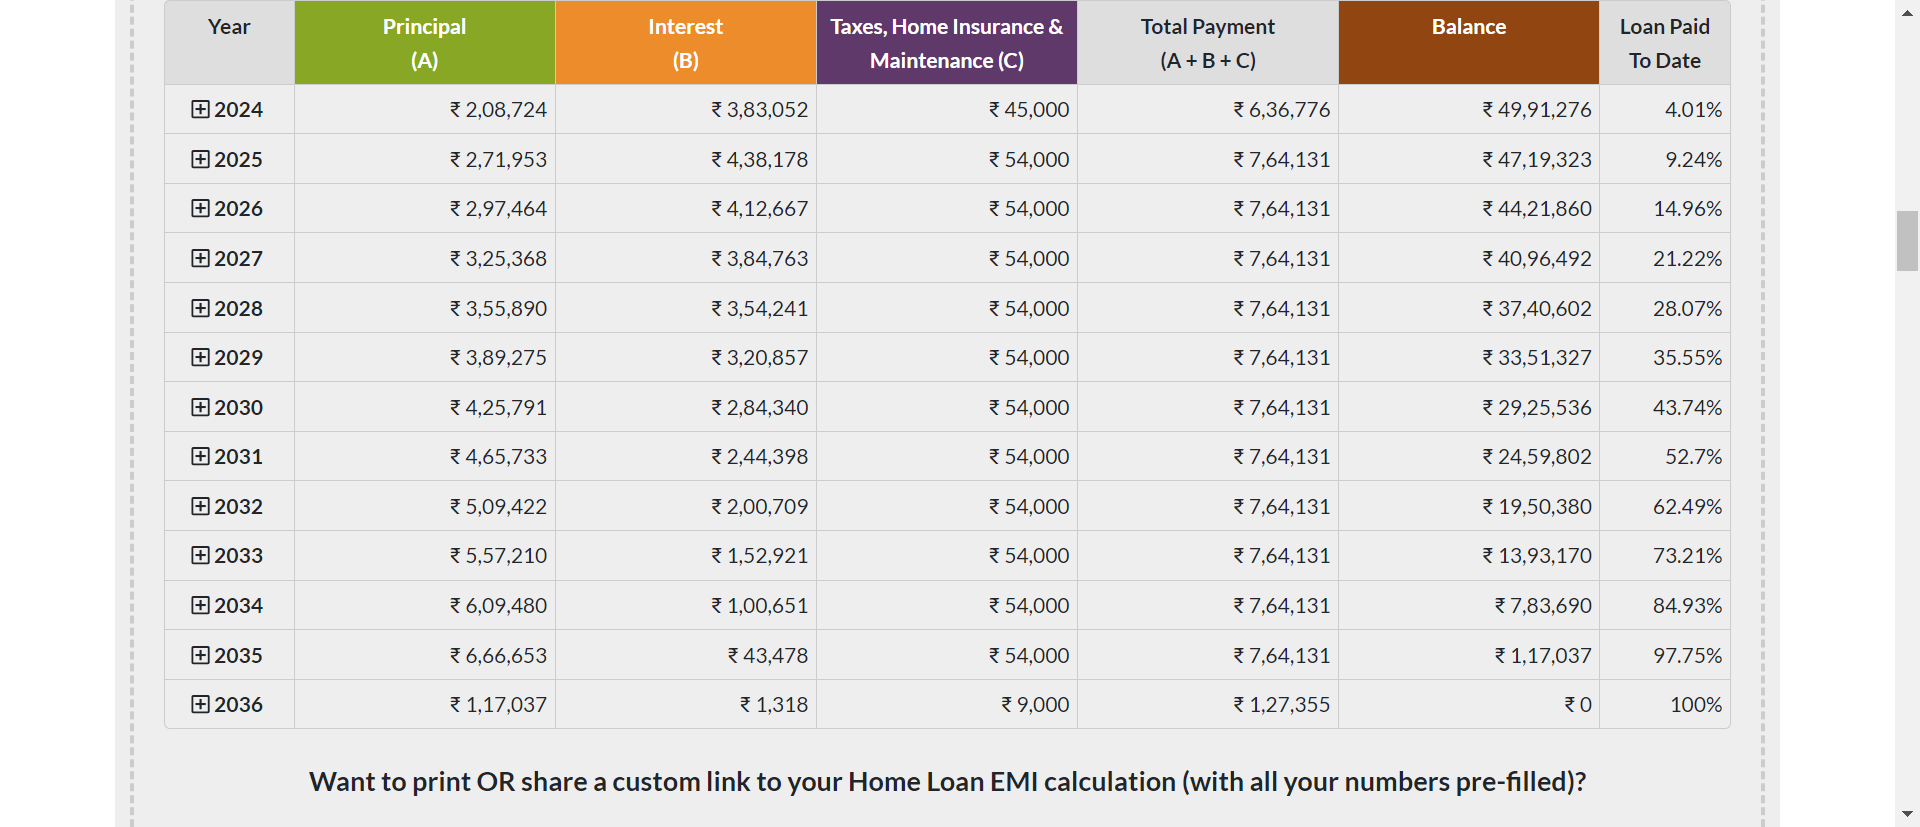 Year Principal (A) Interest (B) Taxes, Home Insurance & Maintenance (C) Total Payment (A + B + C) Balance Loan Paid To Date
2024 ₹ 2,08,724 ₹ 3,83,052 ₹ 45,000 ₹ 6,36,776 ₹ 49,91,276 4.01%
2025 ₹ 2,71,953 ₹ 4,38,178 ₹ 54,000 ₹ 7,64,131 ₹ 47,19,323 9.24%
2026 ₹ 2,97,464 ₹ 4,12,667 ₹ 54,000 ₹ 7,64,131 ₹ 44,21,860 14.96%
2027 ₹ 3,25,368 ₹ 3,84,763 ₹ 54,000 ₹ 7,64,131 ₹ 40,96,492 21.22%
2028 ₹ 3,55,890 ₹ 3,54,241 ₹ 54,000 ₹ 7,64,131 ₹ 37,40,602 28.07%
2029 ₹ 3,89,275 ₹ 3,20,857 ₹ 54,000 ₹ 7,64,131 ₹ 33,51,327 35.55%
2030 ₹ 4,25,791 ₹ 2,84,340 ₹ 54,000 ₹ 7,64,131 ₹ 29,25,536 43.74%
2031 ₹ 4,65,733 ₹ 2,44,398 ₹ 54,000 ₹ 7,64,131 ₹ 24,59,802 52.7%
2032 ₹ 5,09,422 ₹ 2,00,709 ₹ 54,000 ₹ 7,64,131 ₹ 19,50,380 62.49%
2033 ₹ 5,57,210 ₹ 1,52,921 ₹ 54,000 ₹ 7,64,131 ₹ 13,93,170 73.21%
2034 ₹ 6,09,480 ₹ 1,00,651 ₹ 54,000 ₹ 7,64,131 ₹ 7,83,690 84.93%
2035 ₹ 6,66,653 ₹ 43,478 ₹ 54,000 ₹ 7,64,131 ₹ 1,17,037 97.75%
2036 ₹ 1,17,037 ₹ 1,318 ₹ 9,000 ₹ 1,27,355 ₹ 0 100%
Want to print OR share a custom link to your Home Loan EMI calculation (with all your numbers pre-filled)?